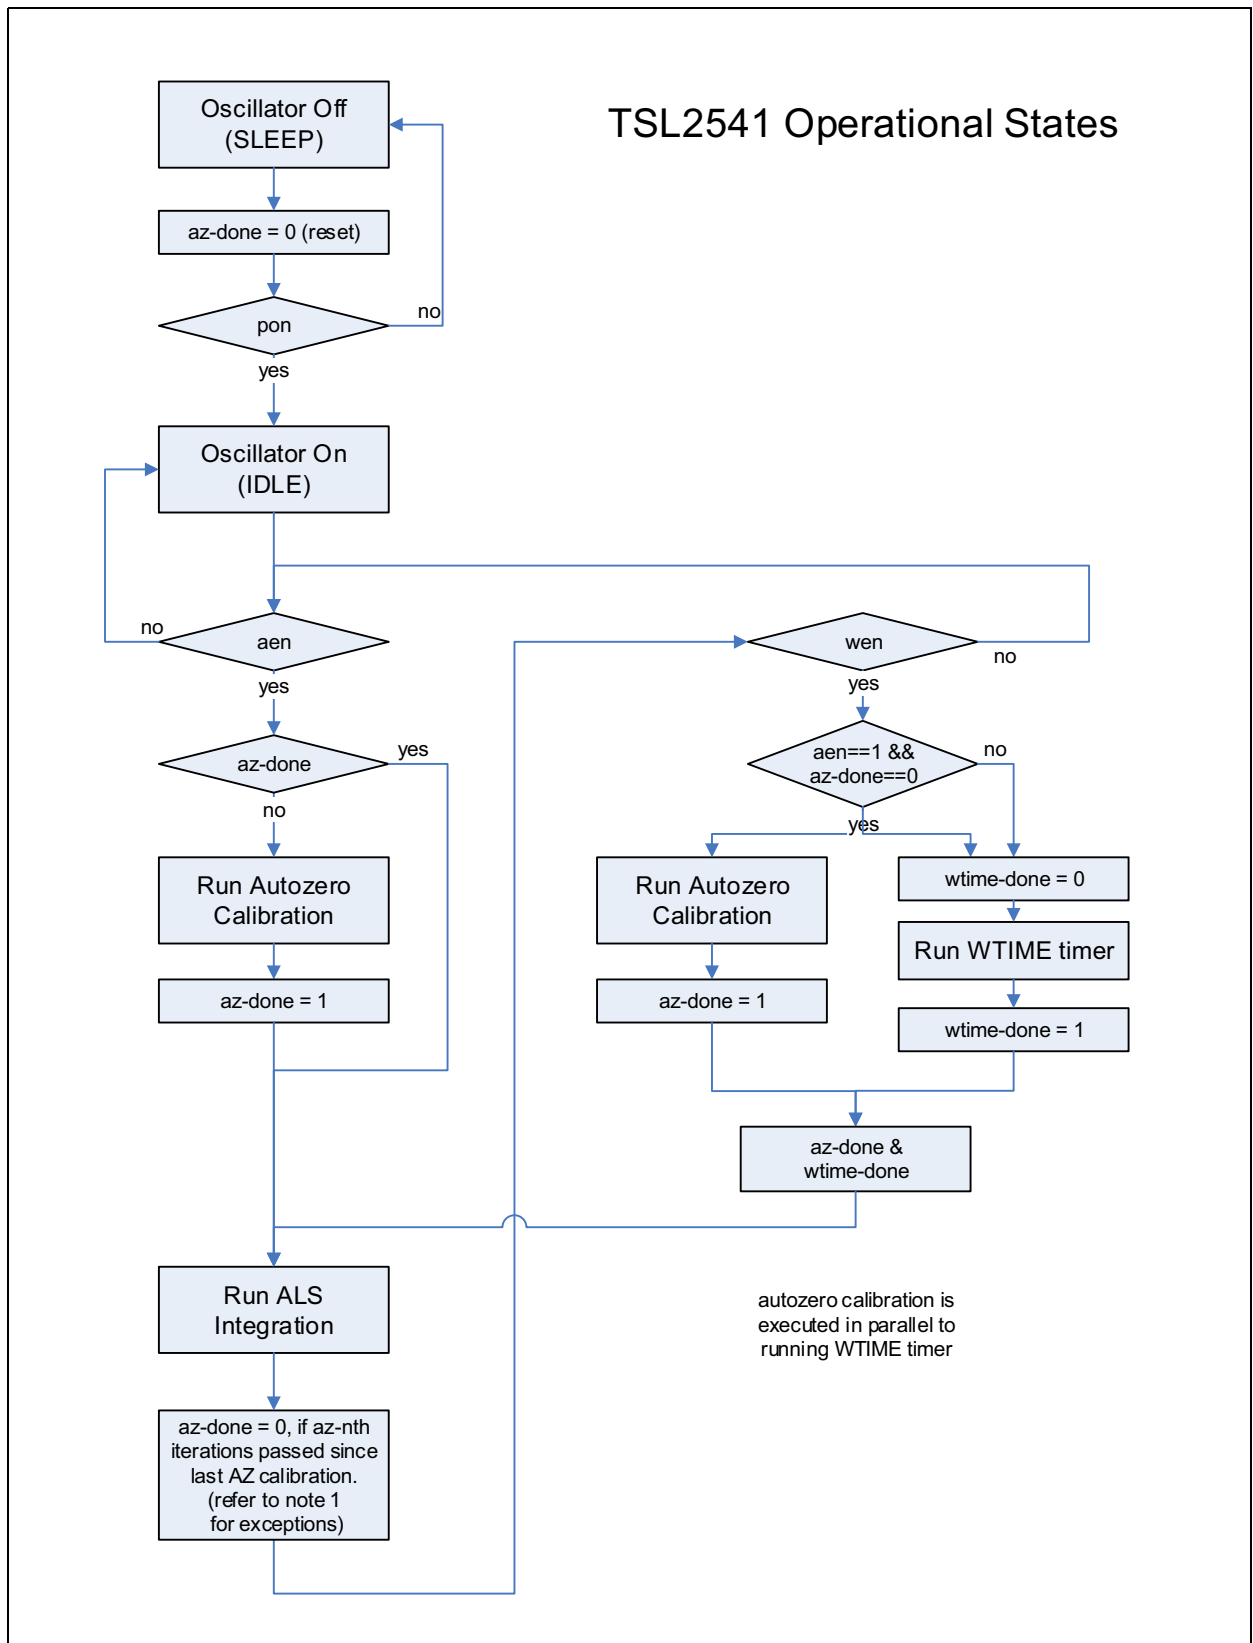 TSL2541 Operational States
Oscillator Off
(SLEEP)
az-done = 0 (reset)
pon
no
yes
Oscillator On
(IDLE)
no
aen
yes
az-done
yes
no
Run Autozero
Calibration
az-done = 1
wen
no
yes
aen==1 &&
az-done==0
no
yes
Run Autozero
Calibration
az-done = 1
wtime-done = 0
Run WTIME timer
wtime-done = 1
az-done &
wtime-done
Run ALS
Integration
autozero calibration is
executed in parallel to
running WTIME timer
az-done = 0, if az-nth
iterations passed since
last AZ calibration.
(refer to note 1
for exceptions)